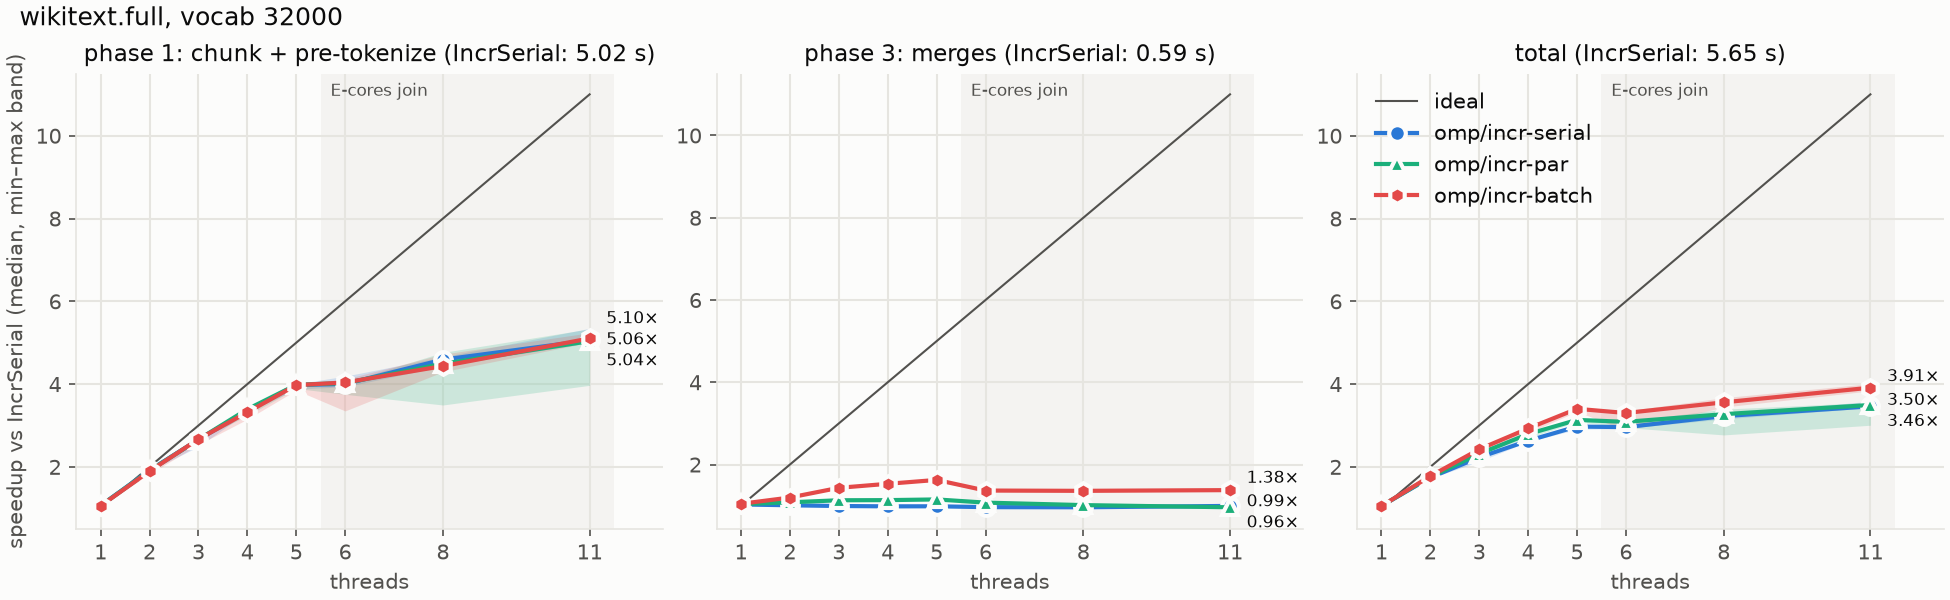 wikitext.full, vocab 32000
phase 1: chunk + pre-tokenize (IncrSerial: 5.02 s)
speedup vs IncrSerial (median, min–max band)
E-cores join
10
8
6
4
2
5.10×
5.06×
5.04×
1 2 3 4 5 6 8 11
threads
phase 3: merges (IncrSerial: 0.59 s)
E-cores join
10
8
6
4
2
1.38×
0.99×
0.96×
1 2 3 4 5 6 8 11
threads
total (IncrSerial: 5.65 s)
E-cores join
ideal
omp/incr-serial
omp/incr-par
omp/incr-batch
10
8
6
4
2
3.91×
3.50×
3.46×
1 2 3 4 5 6 8 11
threads